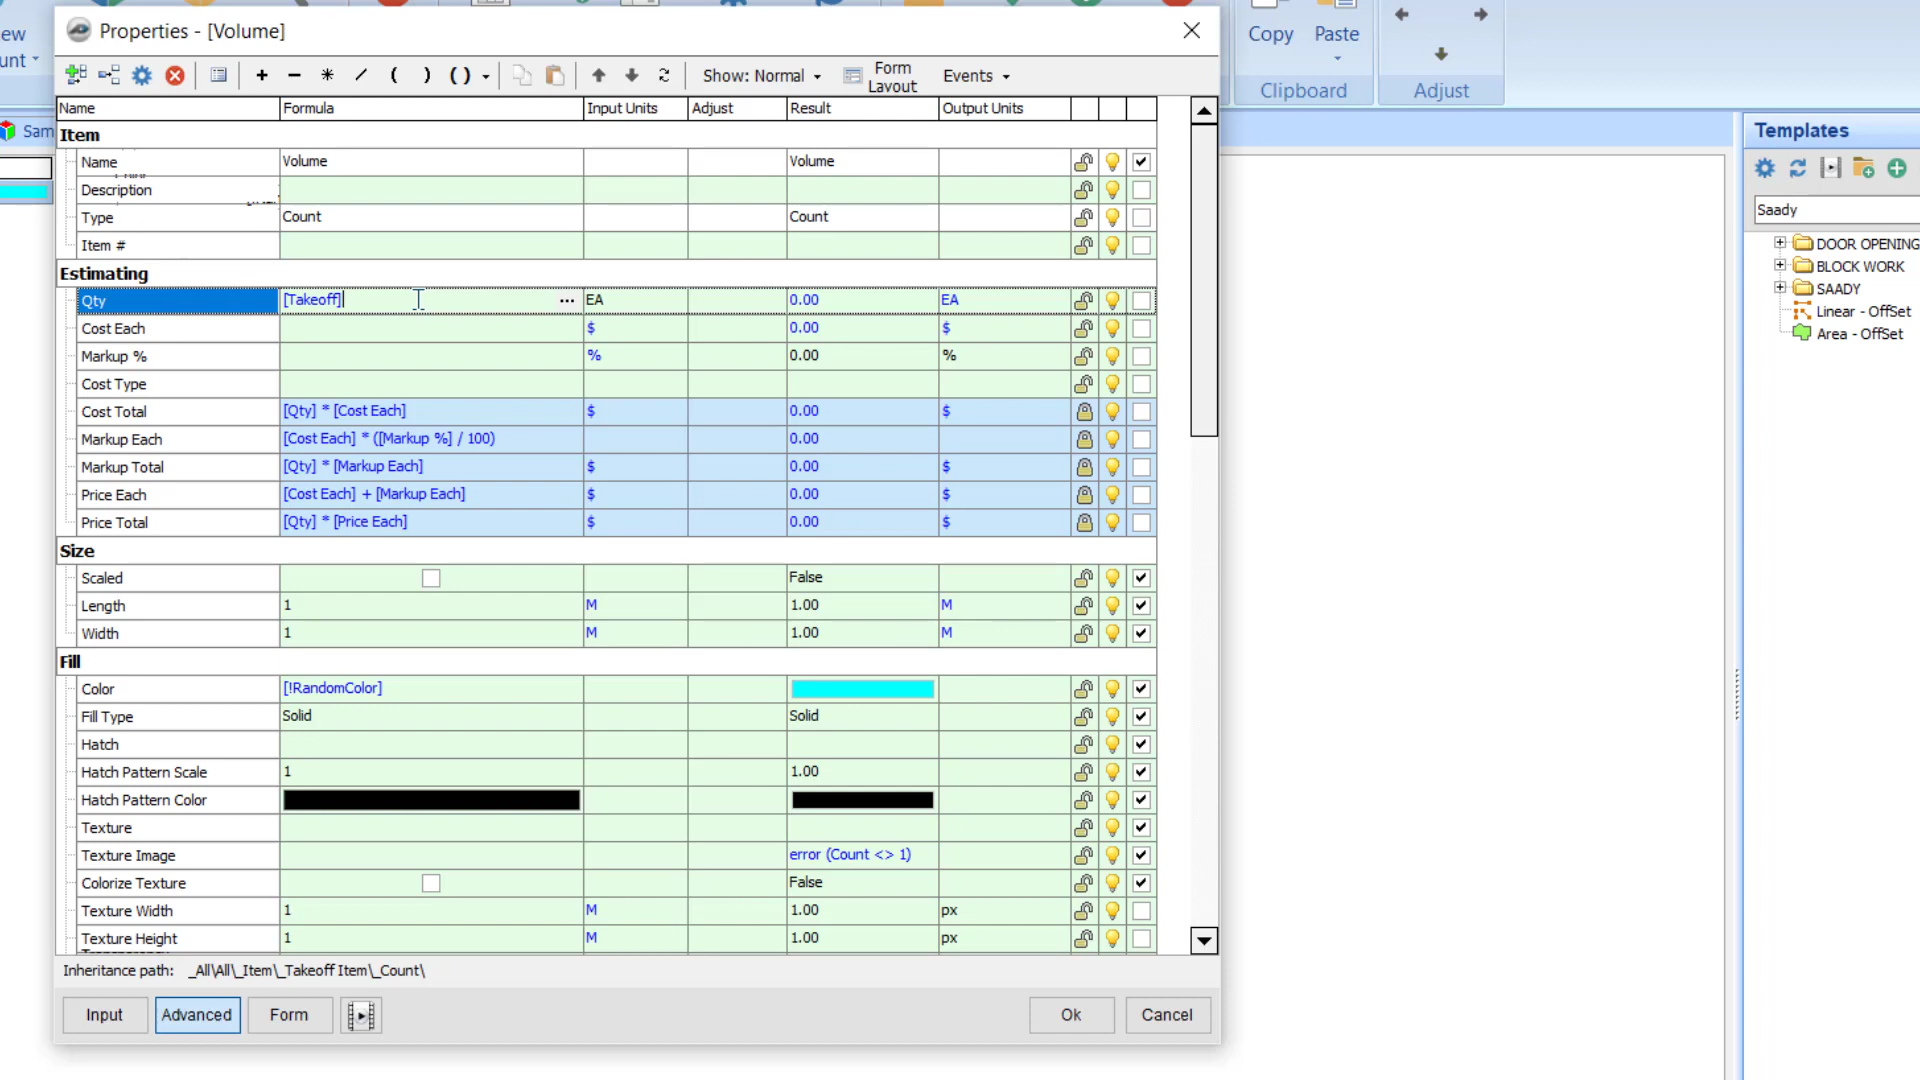 Properties - [Volume]
ew
unt
Copy
Paste
Clipboard
Adjust
+ - * / ( ) ( )
Show: Normal
Form Layout
Events
Name Formula Input Units Adjust Result Output Units
Sam
Item
Name Volume Volume
Description
Type Count Count
Item #
Estimating
Qty [Takeoff] ... EA 0.00 EA
Cost Each $ 0.00 $
Markup % % 0.00 %
Cost Type
Cost Total [Qty] * [Cost Each] $ 0.00 $
Markup Each [Cost Each] * ([Markup %] / 100) 0.00
Markup Total [Qty] * [Markup Each] $ 0.00 $
Price Each [Cost Each] + [Markup Each] $ 0.00 $
Price Total [Qty] * [Price Each] $ 0.00 $
Size
Scaled False
Length 1 M 1.00 M
Width 1 M 1.00 M
Fill
Color [!RandomColor]
Fill Type Solid Solid
Hatch
Hatch Pattern Scale 1 1.00
Hatch Pattern Color
Texture
Texture Image error (Count <> 1)
Colorize Texture False
Texture Width 1 M 1.00 px
Texture Height 1 M 1.00 px
Inheritance path: _All\All\_Item\_Takeoff Item\_Count\
Input
Advanced
Form
Ok
Cancel
Templates
Saady
DOOR OPENING
BLOCK WORK
SAADY
Linear - OffSet
Area - OffSet